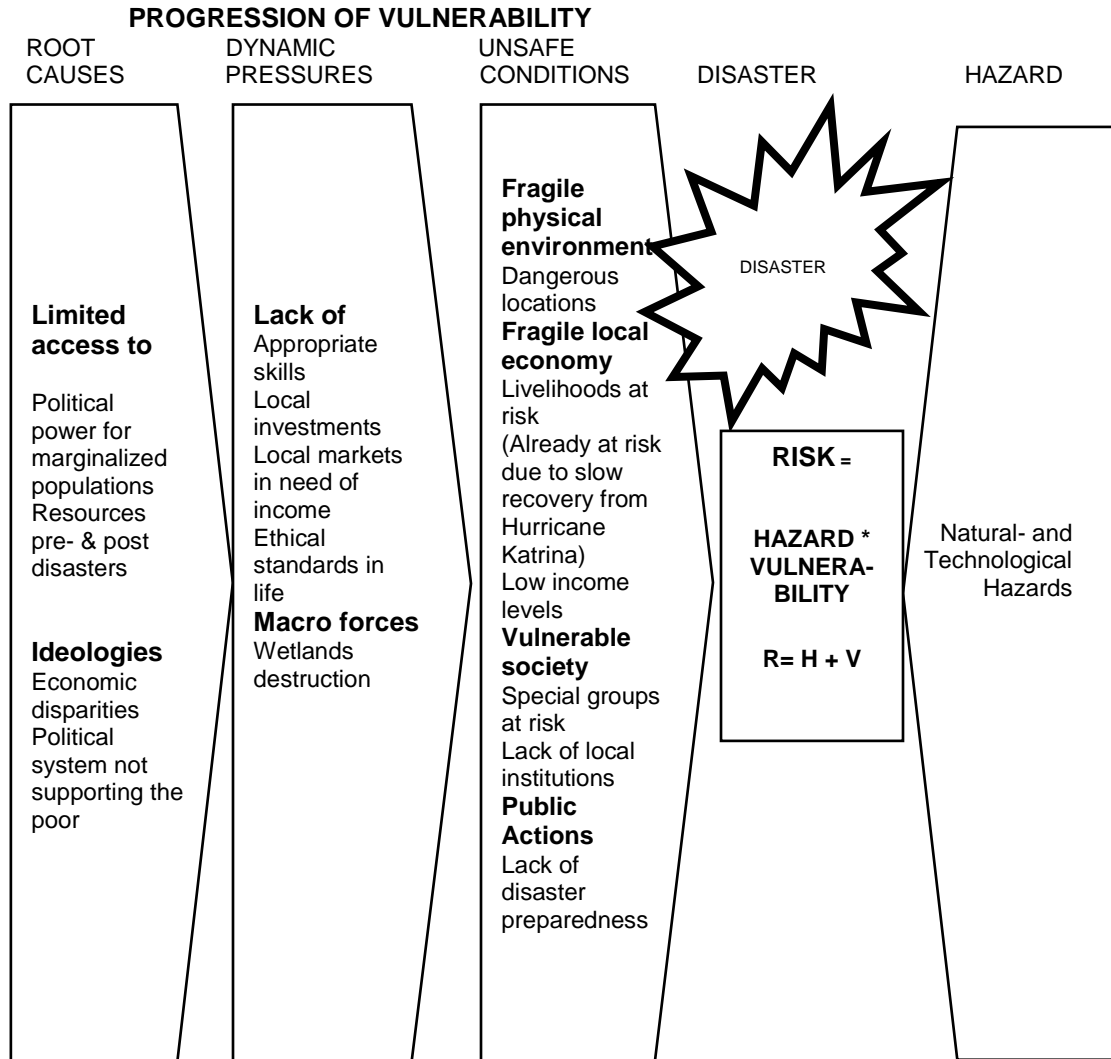 PROGRESSION OF VULNERABILITY
ROOT
CAUSES
DYNAMIC
PRESSURES
UNSAFE
CONDITIONS
DISASTER
HAZARD
Limited
access to
Political
power for
marginalized
populations
Resources
pre- & post
disasters
Ideologies
Economic
disparities
Political
system not
supporting the
poor
Lack of
Appropriate
skills
Local
investments
Local markets
in need of
income
Ethical
standards in
life
Macro forces
Wetlands
destruction
Fragile
physical
environment
Dangerous
locations
Fragile local
economy
Livelihoods at
risk
(Already at risk
due to slow
recovery from
Hurricane
Katrina)
Low income
levels
Vulnerable
society
Special groups
at risk
Lack of local
institutions
Public
Actions
Lack of
disaster
preparedness
DISASTER
RISK =
HAZARD *
VULNERA-
BILITY
R= H + V
Natural- and
Technological
Hazards